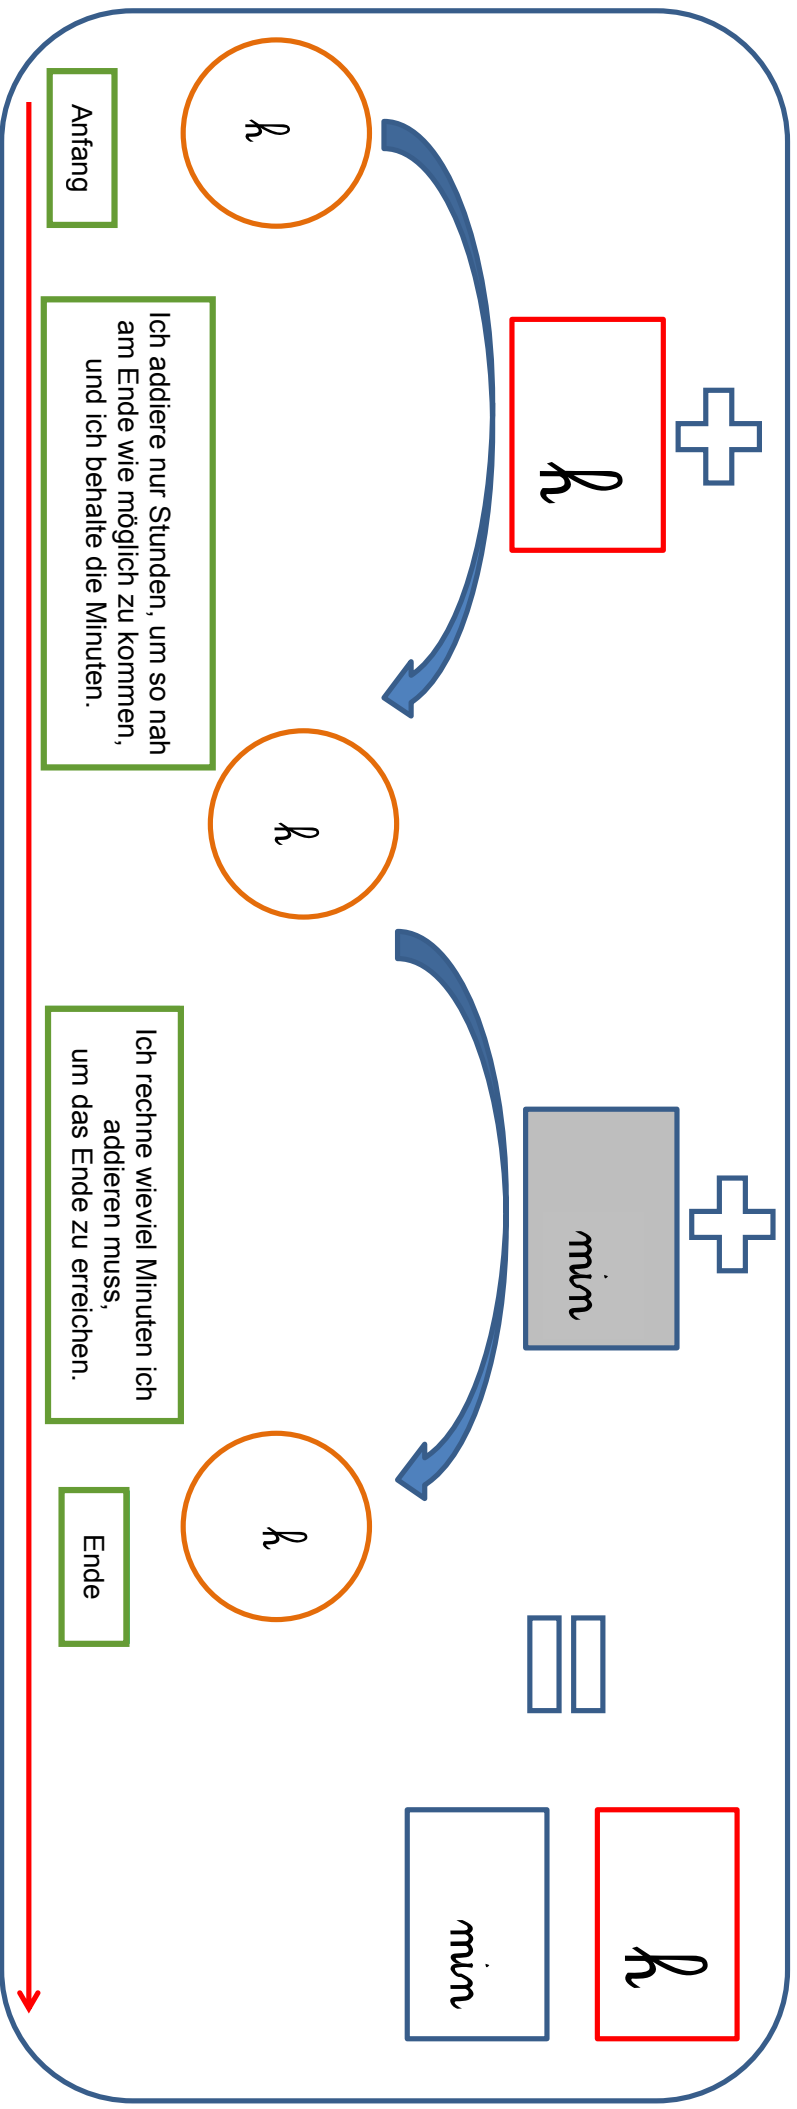 h
min
h
h
h
h
min
Anfang
Ich addiere nur Stunden, um so nah
am Ende wie möglich zu kommen,
und ich behalte die Minuten.
Ich rechne wieviel Minuten ich
addieren muss,
um das Ende zu erreichen.
Ende